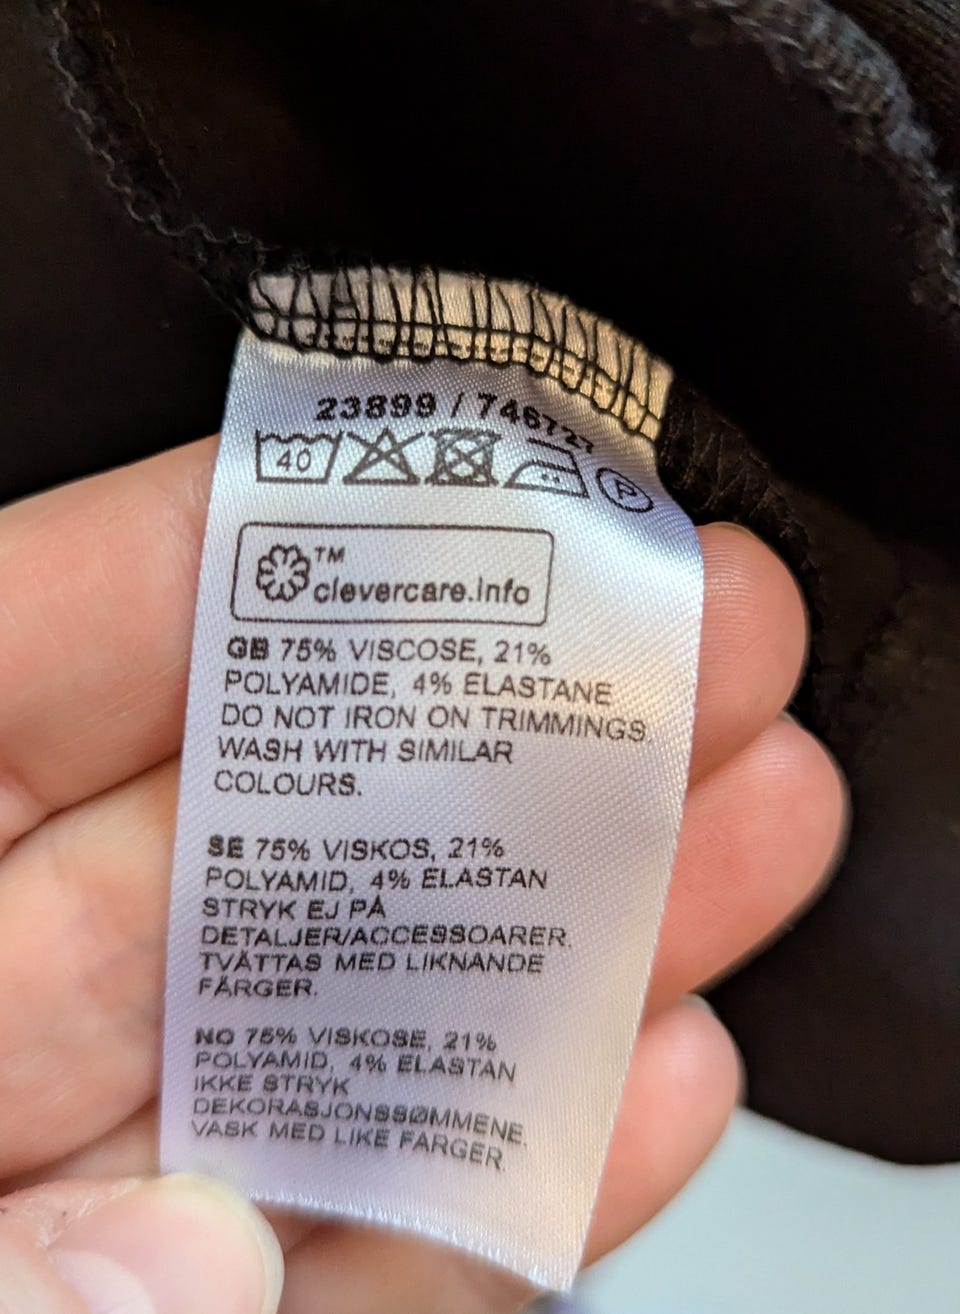 23899 / 746727
40
P
TM
clevercare.info
GB 75% VISCOSE, 21%
POLYAMIDE, 4% ELASTANE
DO NOT IRON ON TRIMMINGS.
WASH WITH SIMILAR
COLOURS.
SE 75% VISKOS, 21%
POLYAMID, 4% ELASTAN
STRYK EJ PÅ
DETALJER/ACCESSOARER.
TVÄTTAS MED LIKNANDE
FÄRGER.
NO 75% VISKOSE, 21%
POLYAMID, 4% ELASTAN
IKKE STRYK
DEKORASJONSSØMMENE.
VASK MED LIKE FARGER.